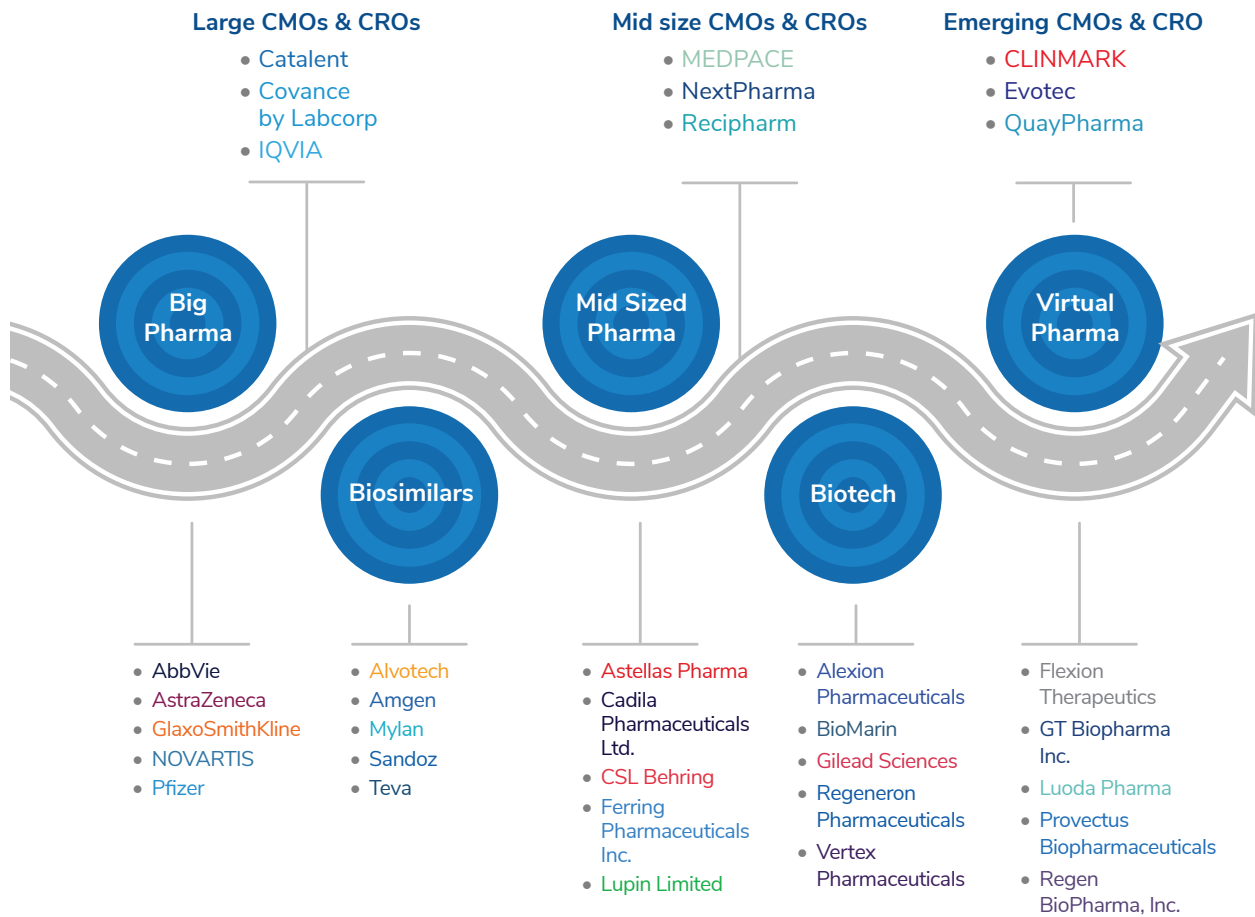 Large CMOs & CROs
Catalent
Covance
by Labcorp
IQVIA
Mid size CMOs & CROs
MEDPACE
NextPharma
Recipharm
Emerging CMOs & CRO
CLINMARK
Evotec
QuayPharma
Big
Pharma
Mid Sized
Pharma
Virtual
Pharma
Biosimilars
Biotech
AbbVie
AstraZeneca
GlaxoSmithKline
NOVARTIS
Pfizer
Alvotech
Amgen
Mylan
Sandoz
Teva
Astellas Pharma
Cadila
Pharmaceuticals
Ltd.
CSL Behring
Ferring
Pharmaceuticals
Inc.
Lupin Limited
Alexion
Pharmaceuticals
BioMarin
Gilead Sciences
Regeneron
Pharmaceuticals
Vertex
Pharmaceuticals
Flexion
Therapeutics
GT Biopharma
Inc.
Luoda Pharma
Provectus
Biopharmaceuticals
Regen
BioPharma, Inc.